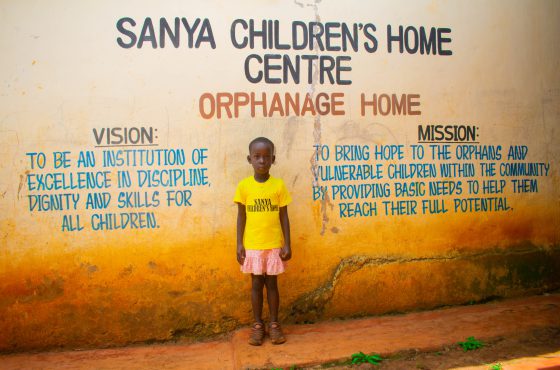 SANYA CHILDREN'S HOME
CENTRE
ORPHANAGE HOME
VISION:
TO BE AN INSTITUTION OF
EXCELLENCE IN DISCIPLINE,
DIGNITY AND SKILLS FOR
ALL CHILDREN.
MISSION:
TO BRING HOPE TO THE ORPHANS AND
VULNERABLE CHILDREN WITHIN THE COMMUNITY
BY PROVIDING BASIC NEEDS TO HELP THEM
REACH THEIR FULL POTENTIAL.
SANYA
CHILDREN'S HOME